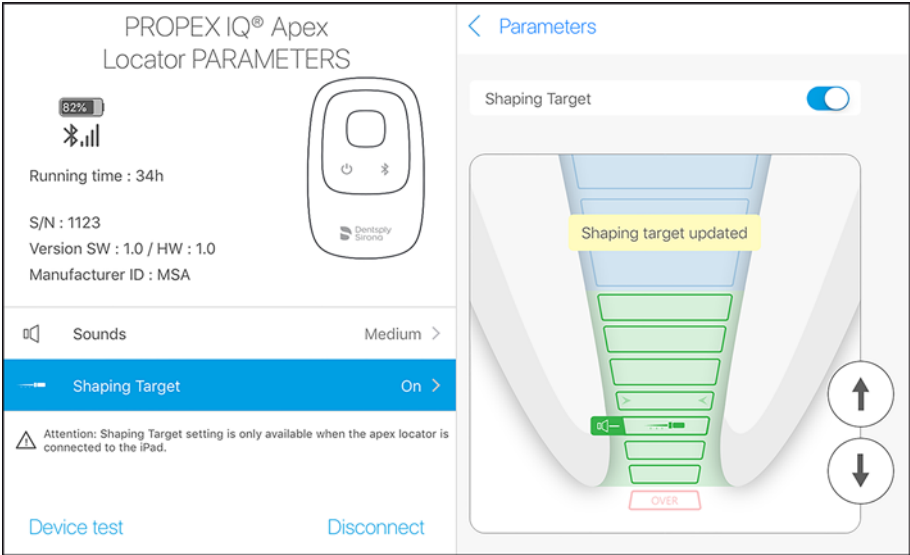 PROPEX IQ® Apex
Locator PARAMETERS
82%
Running time : 34h
S/N : 1123
Version SW : 1.0 / HW : 1.0
Manufacturer ID : MSA
Dentsply
Sirona
Sounds Medium >
Shaping Target On >
Attention: Shaping Target setting is only available when the apex locator is
connected to the iPad.
Device test Disconnect
< Parameters
Shaping Target
Shaping target updated
OVER